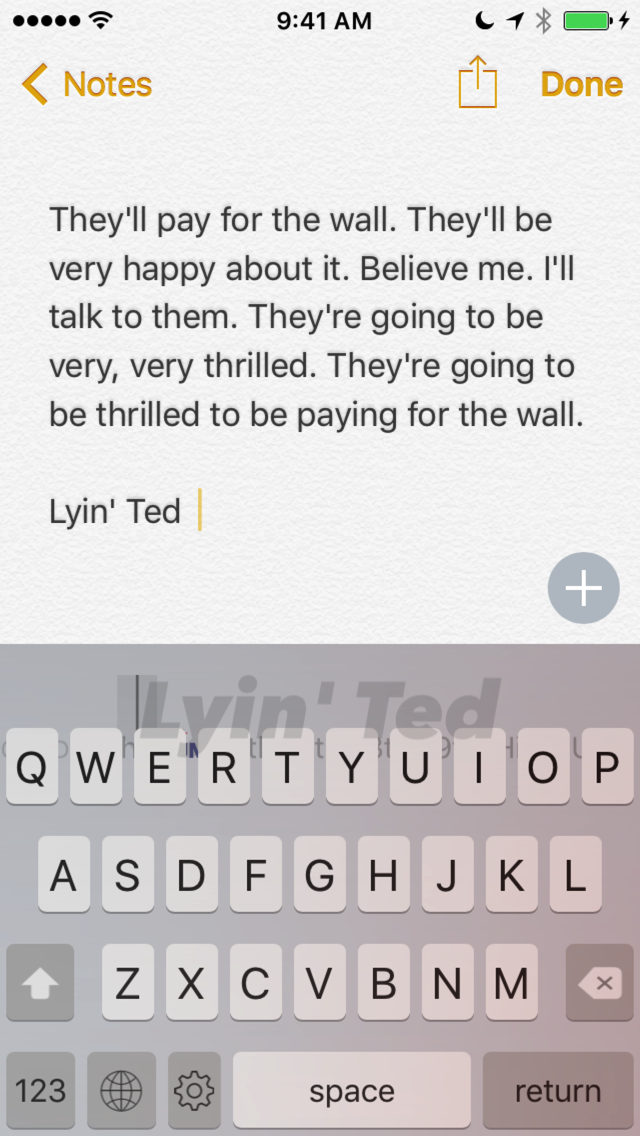 9:41 AM
Notes
Done
They'll pay for the wall. They'll be
very happy about it. Believe me. I'll
talk to them. They're going to be
very, very thrilled. They're going to
be thrilled to be paying for the wall.
Lyin' Ted
Lyin' Ted
Q W E R T Y U I O P
A S D F G H J K L
Z X C V B N M
123 space return